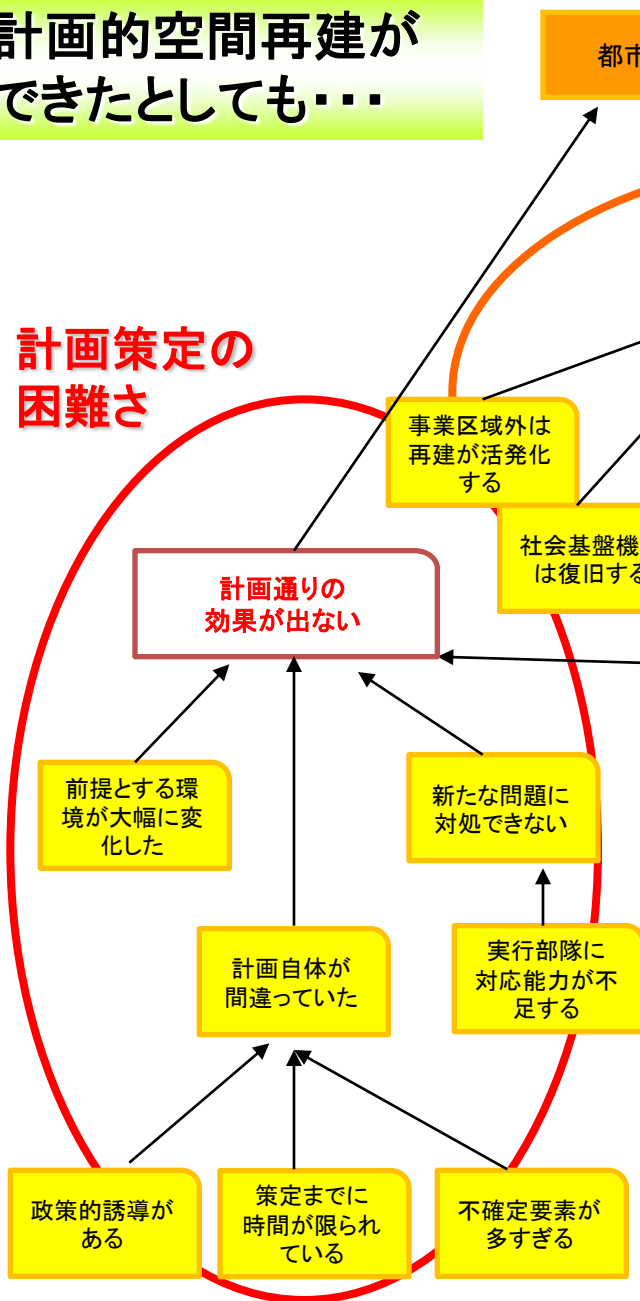 計画的空間再建が
できたとしても・・・
都市
計画策定の
困難さ
事業区域外は
再建が活発化
する
社会基盤機
は復旧する
計画通りの
効果が出ない
前提とする環
境が大幅に変
化した
新たな問題に
対処できない
計画自体が
間違っていた
実行部隊に
対応能力が不
足する
政策的誘導が
ある
策定までに
時間が限られ
ている
不確定要素が
多すぎる